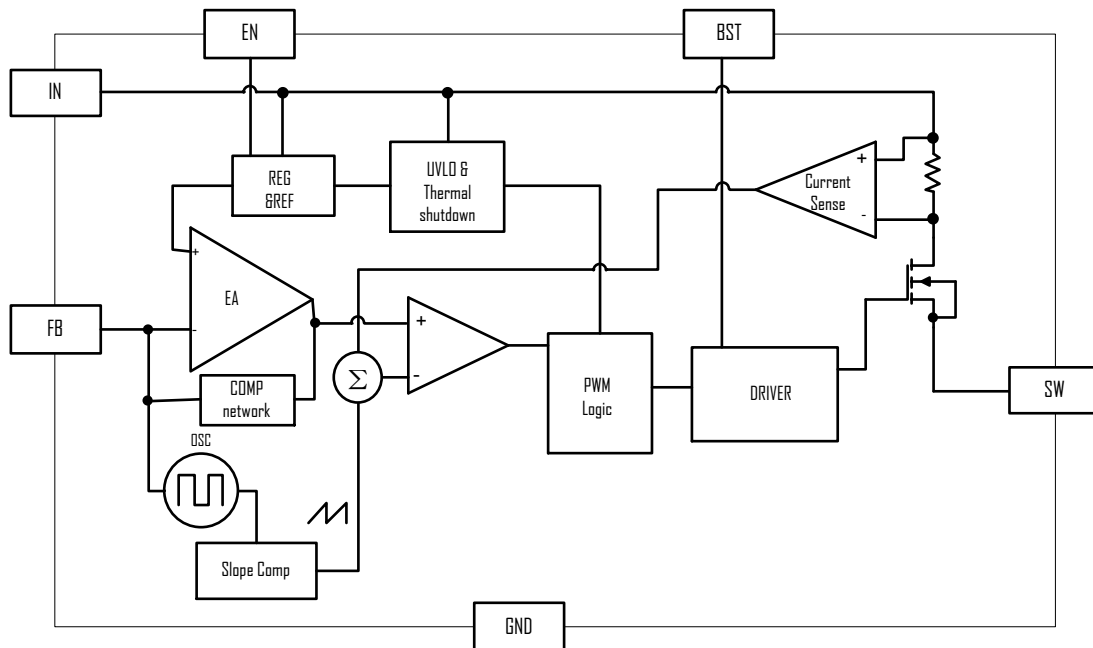 EN
BST
IN
REG
&REF
UVLO &
Thermal
shutdown
+
Current
Sense
-
+
EA
-
FB
+
Σ
-
COMP
network
PWM
Logic
DRIVER
SW
OSC
Slope Comp
GND